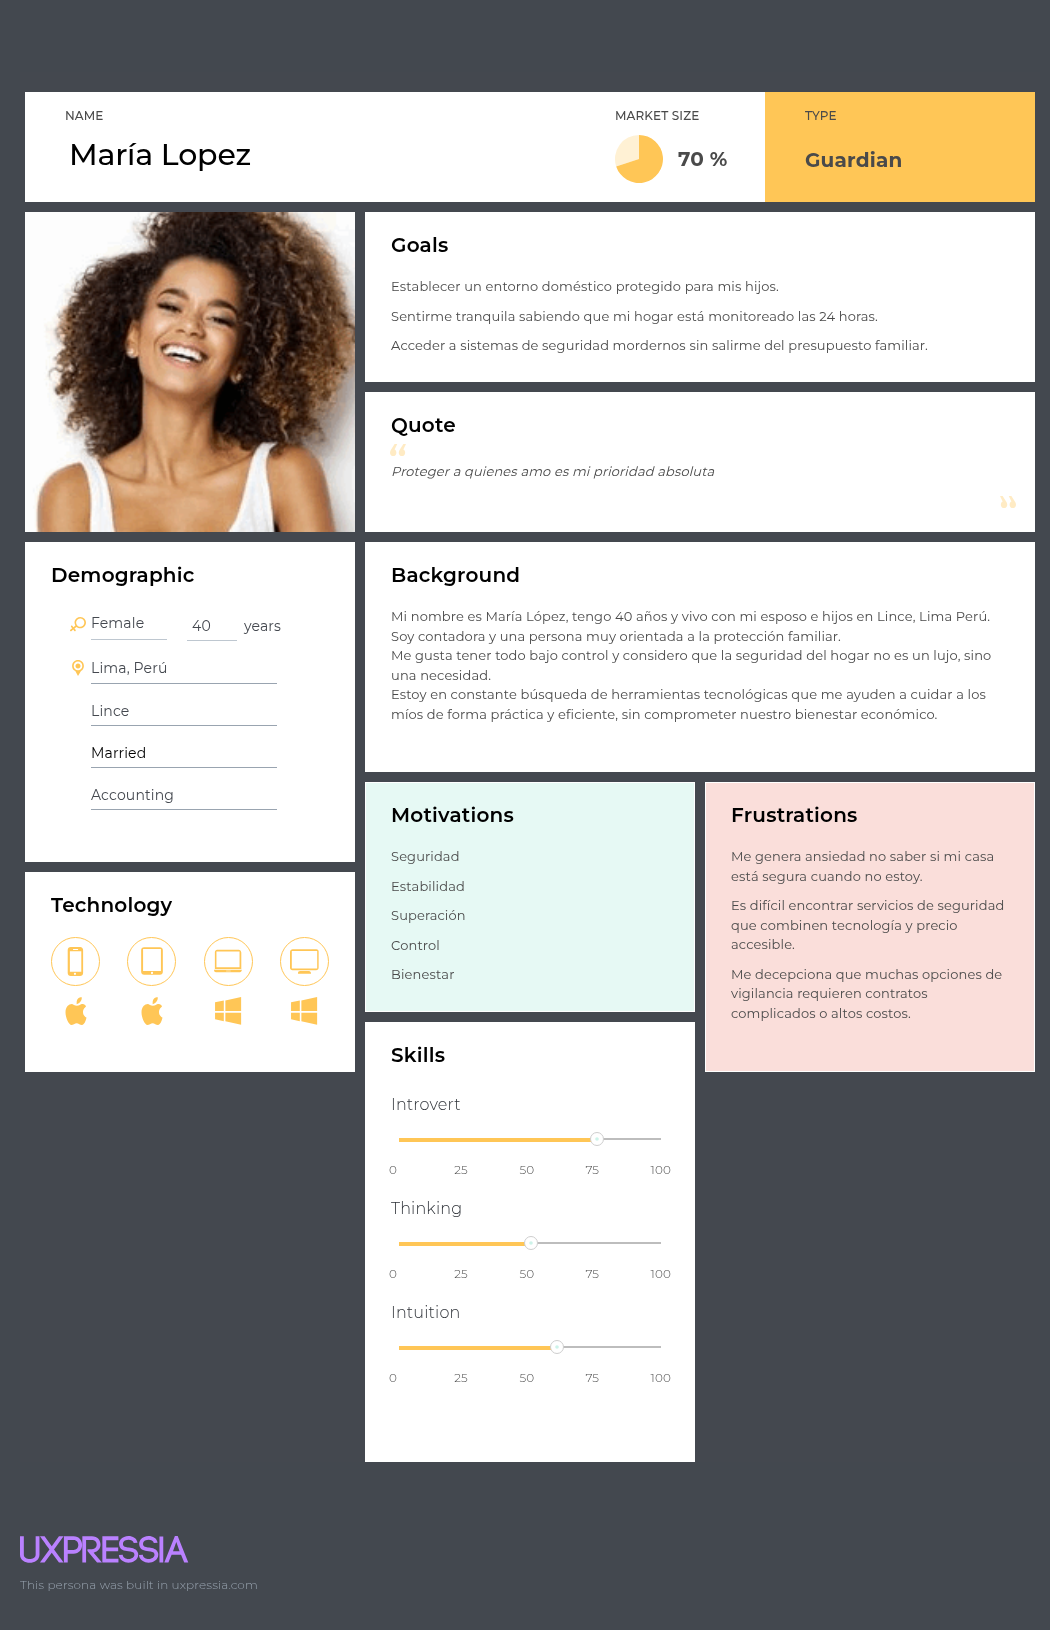 NAME
María Lopez
MARKET SIZE
70 %
TYPE
Guardian
Goals
Establecer un entorno doméstico protegido para mis hijos.
Sentirme tranquila sabiendo que mi hogar está monitoreado las 24 horas.
Acceder a sistemas de seguridad mordernos sin salirme del presupuesto familiar.
Quote
“
Proteger a quienes amo es mi prioridad absoluta
”
Demographic
Female 40 years
Lima, Perú
Lince
Married
Accounting
Background
Mi nombre es María López, tengo 40 años y vivo con mi esposo e hijos en Lince, Lima Perú.
Soy contadora y una persona muy orientada a la protección familiar.
Me gusta tener todo bajo control y considero que la seguridad del hogar no es un lujo, sino
una necesidad.
Estoy en constante búsqueda de herramientas tecnológicas que me ayuden a cuidar a los
míos de forma práctica y eficiente, sin comprometer nuestro bienestar económico.
Technology
Motivations
Seguridad
Estabilidad
Superación
Control
Bienestar
Frustrations
Me genera ansiedad no saber si mi casa
está segura cuando no estoy.
Es difícil encontrar servicios de seguridad
que combinen tecnología y precio
accesible.
Me decepciona que muchas opciones de
vigilancia requieren contratos
complicados o altos costos.
Skills
Introvert
0 25 50 75 100
Thinking
0 25 50 75 100
Intuition
0 25 50 75 100
UXPRESSIA
This persona was built in uxpressia.com